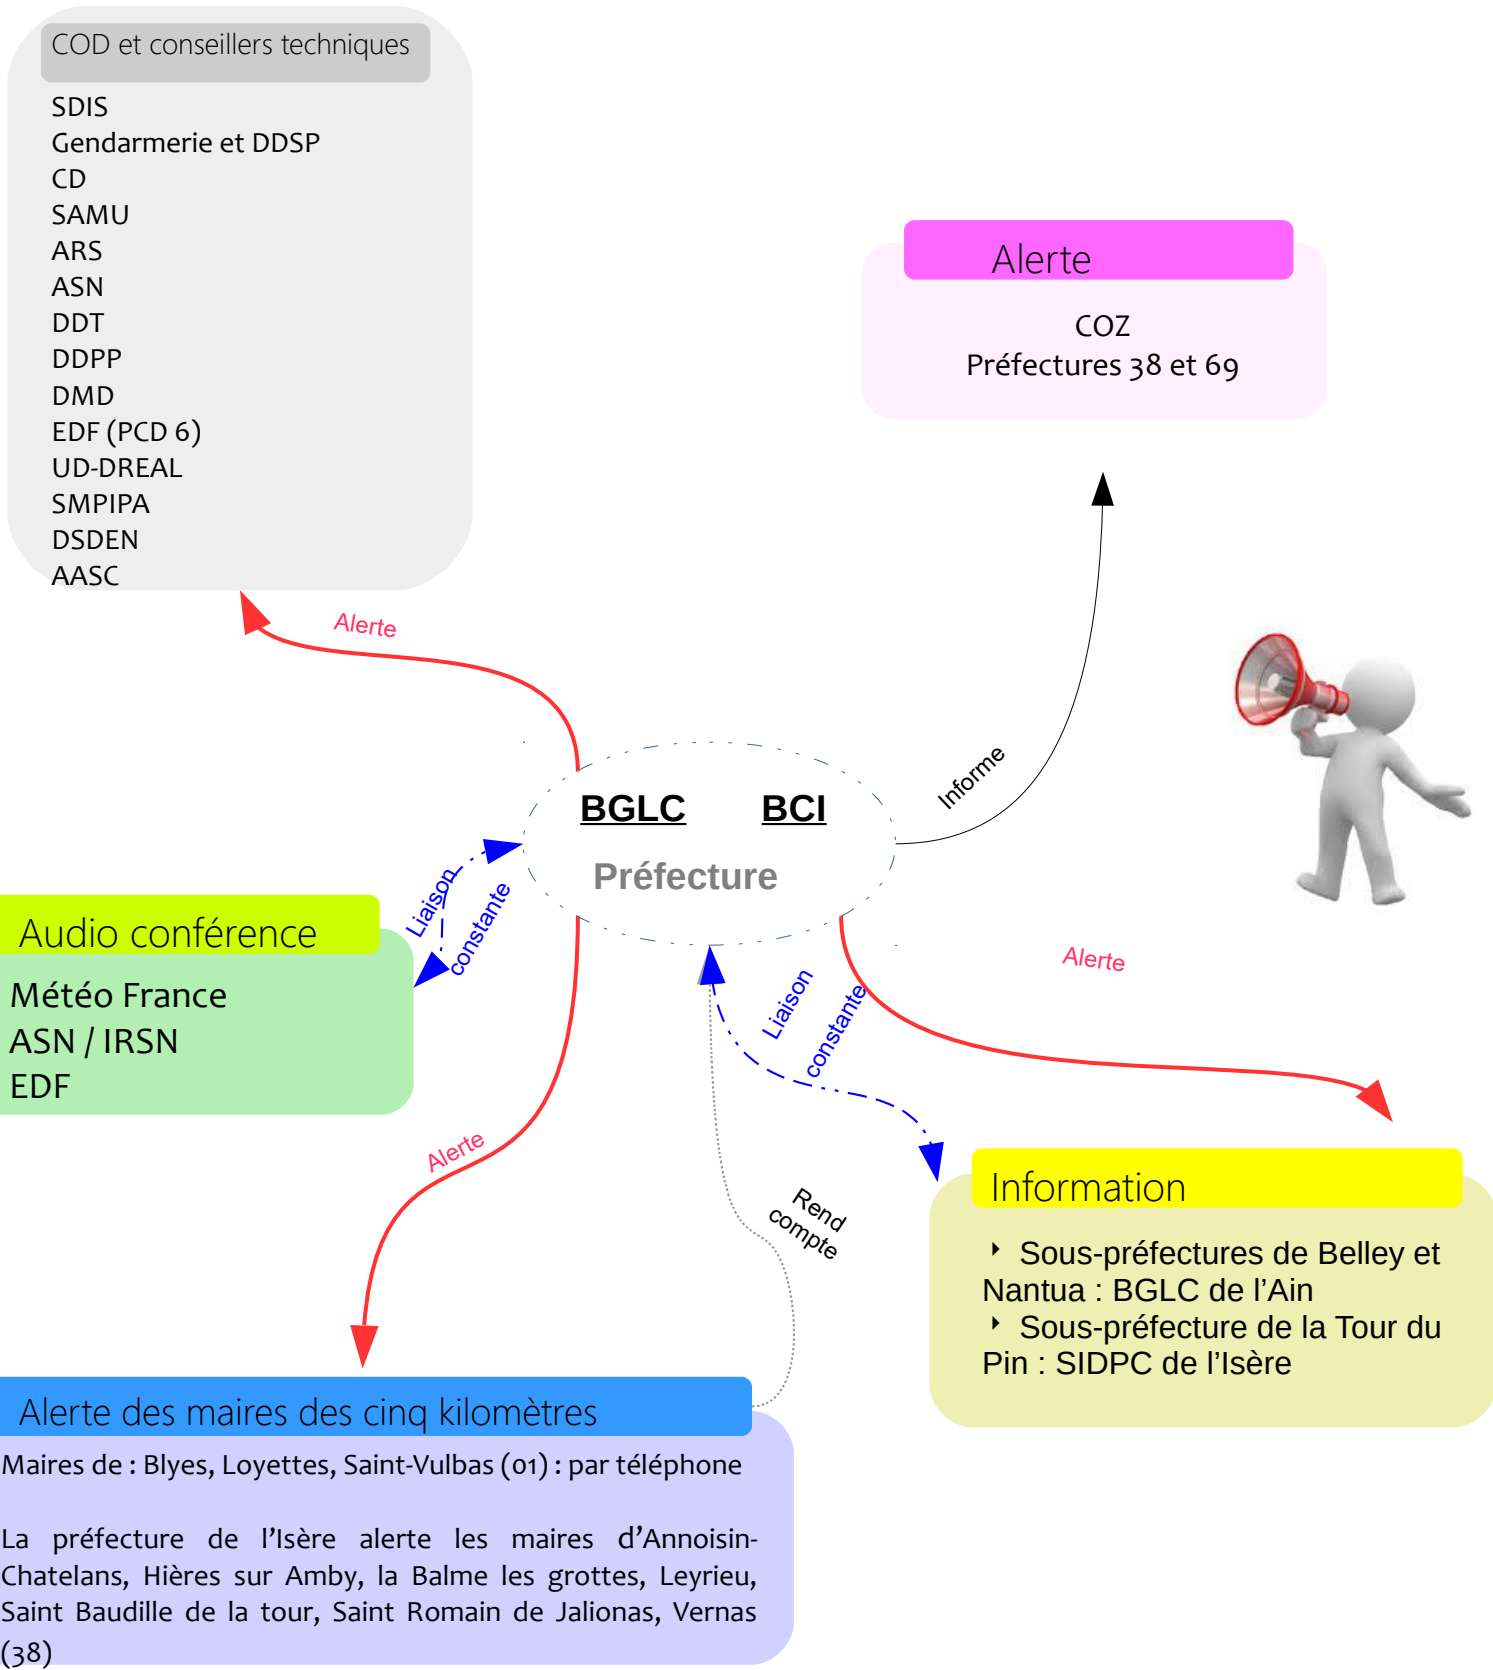 COD et conseillers techniques
SDIS
Gendarmerie et DDSP
CD
SAMU
ARS
ASN
DDT
DDPP
DMD
EDF (PCD 6)
UD-DREAL
SMPIPA
DSDEN
AASC
Alerte
COZ
Préfectures 38 et 69
Alerte
Informe
BGLC BCI
Préfecture
Liaison
constante
Audio conférence
Météo France
ASN / IRSN
EDF
Alerte
Liaison
constante
Alerte
Rend
compte
Information
‣ Sous-préfectures de Belley et
Nantua : BGLC de l’Ain
‣ Sous-préfecture de la Tour du
Pin : SIDPC de l’Isère
Alerte des maires des cinq kilomètres
Maires de : Blyes, Loyettes, Saint-Vulbas (01) : par téléphone
La préfecture de l’Isère alerte les maires d’Annoisin-
Chatelans, Hières sur Amby, la Balme les grottes, Leyrieu,
Saint Baudille de la tour, Saint Romain de Jalionas, Vernas
(38)